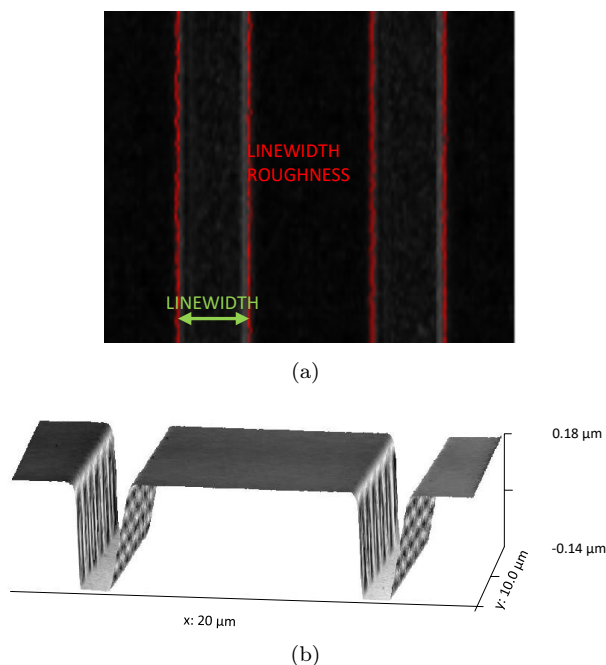 LINEWIDTH
ROUGHNESS
LINEWIDTH
(a)
0.18 µm
-0.14 µm
y: 10.0 µm
x: 20 µm
(b)